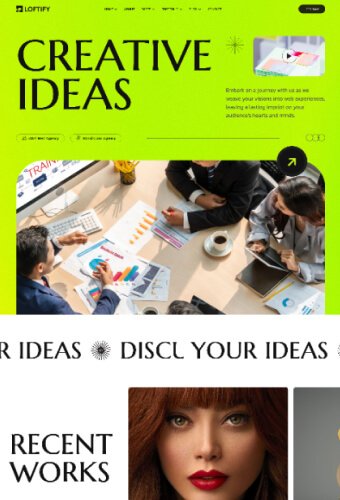 LOFTIFY
CREATIVE
IDEAS
Embark on a journey with us as we
weave your visions into web experiences,
leaving a lasting imprint on your
audience's hearts and minds.
TRAIN
R IDEAS DISCU YOUR IDEAS
RECENT
WORKS